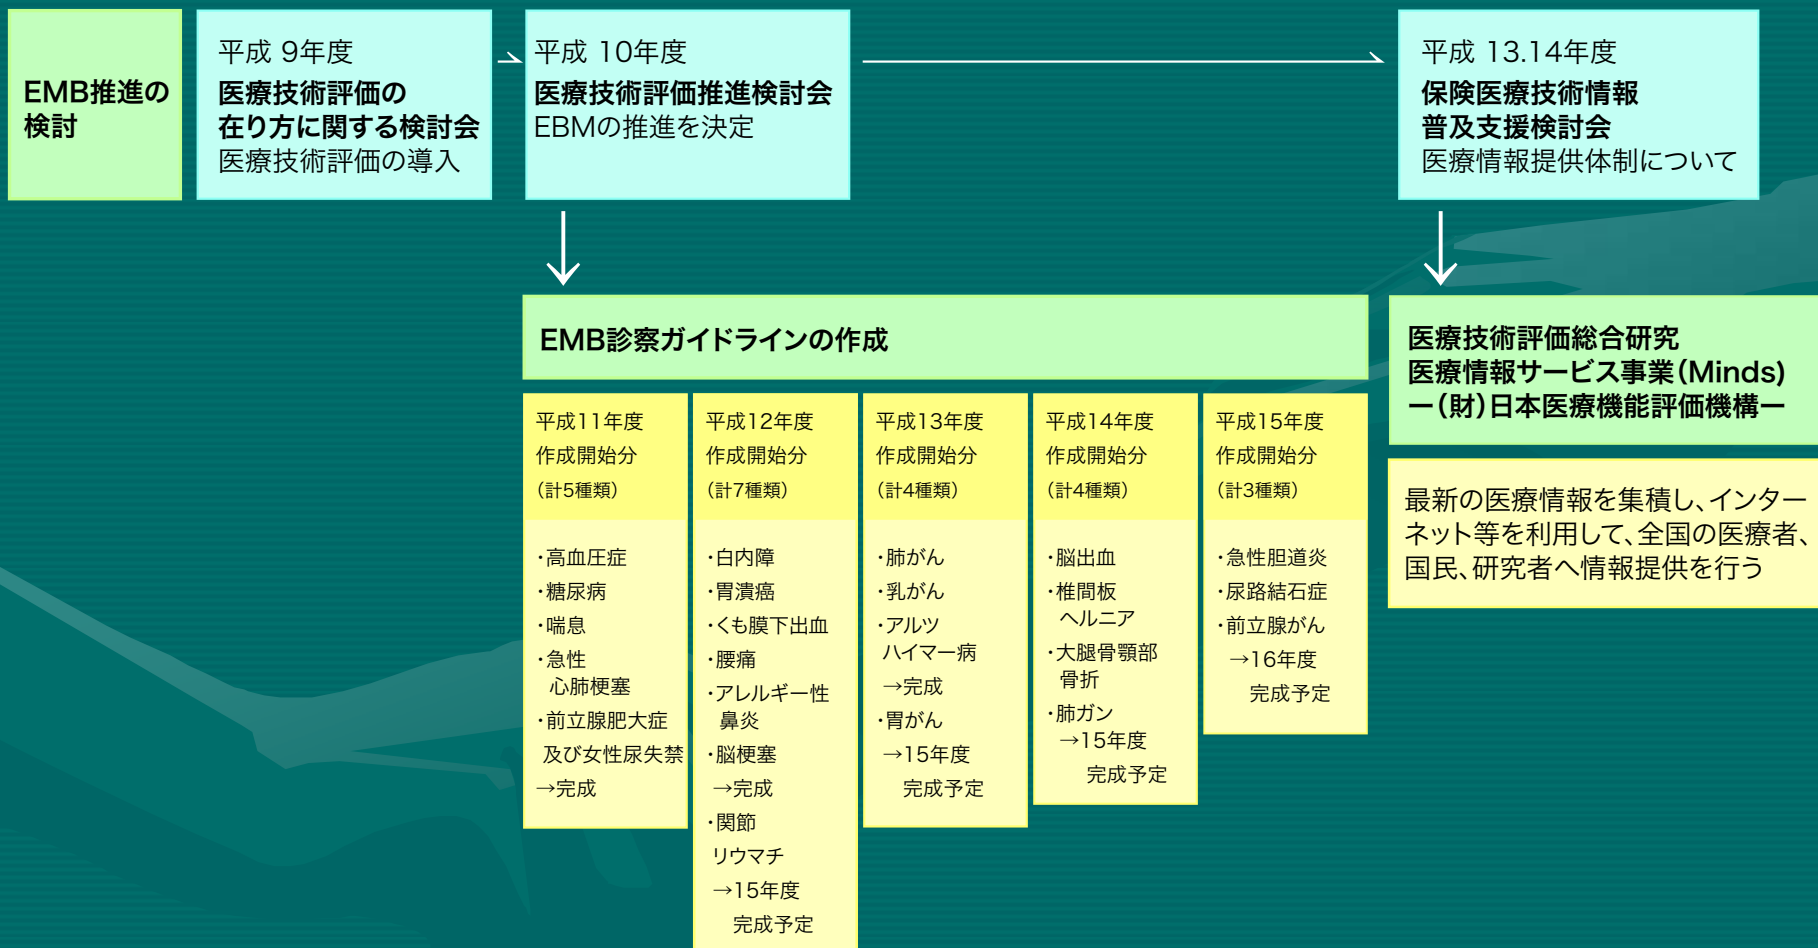 EMB推進の
検討
平成 9年度
医療技術評価の
在り方に関する検討会
医療技術評価の導入
平成 10年度
医療技術評価推進検討会
EBMの推進を決定
平成 13.14年度
保険医療技術情報
普及支援検討会
医療情報提供体制について
EMB診察ガイドラインの作成
平成11年度
作成開始分
(計5種類)
・高血圧症
・糖尿病
・喘息
・急性
心肺梗塞
・前立腺肥大症
及び女性尿失禁
→完成
平成12年度
作成開始分
(計7種類)
・白内障
・胃潰瘍
・くも膜下出血
・腰痛
・アレルギー性
鼻炎
・脳梗塞
→完成
・関節
リウマチ
→15年度
完成予定
平成13年度
作成開始分
(計4種類)
・肺がん
・乳がん
・アルツ
ハイマー病
→完成
・胃がん
→15年度
完成予定
平成14年度
作成開始分
(計4種類)
・脳出血
・椎間板
ヘルニア
・大腿骨顎部
骨折
・肺ガン
→15年度
完成予定
平成15年度
作成開始分
(計3種類)
・急性胆道炎
・尿路結石症
・前立腺がん
→16年度
完成予定
医療技術評価総合研究
医療情報サービス事業(Minds)
ー(財)日本医療機能評価機構ー
最新の医療情報を集積し、インター
ネット等を利用して、全国の医療者、
国民、研究者へ情報提供を行う